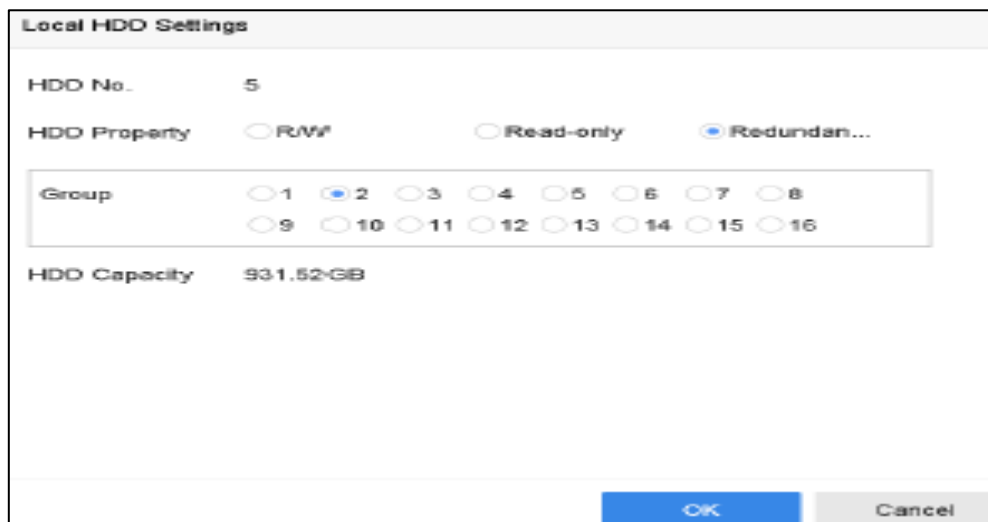 Local HDD Settings
HDD No. 5
HDD Property R/W Read-only Redundan...
Group 1 2 3 4 5 6 7 8
9 10 11 12 13 14 15 16
HDD Capacity 931.52GB
OK Cancel